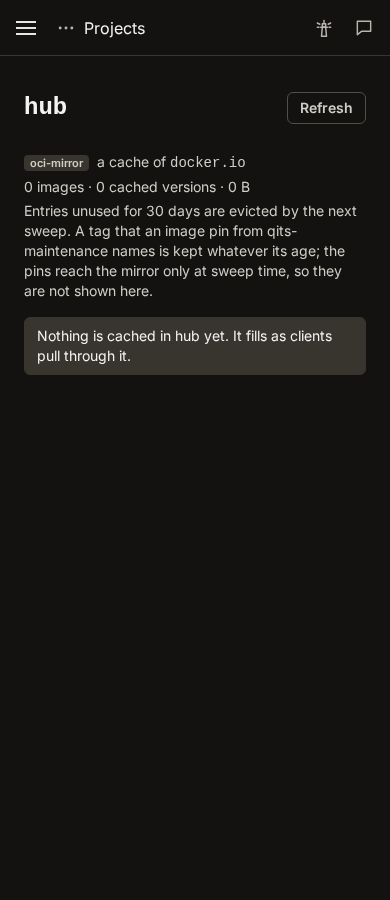 Projects
hub
Refresh
oci-mirror a cache of docker.io
0 images · 0 cached versions · 0 B
Entries unused for 30 days are evicted by the next
sweep. A tag that an image pin from qits-
maintenance names is kept whatever its age; the
pins reach the mirror only at sweep time, so they
are not shown here.
Nothing is cached in hub yet. It fills as clients
pull through it.